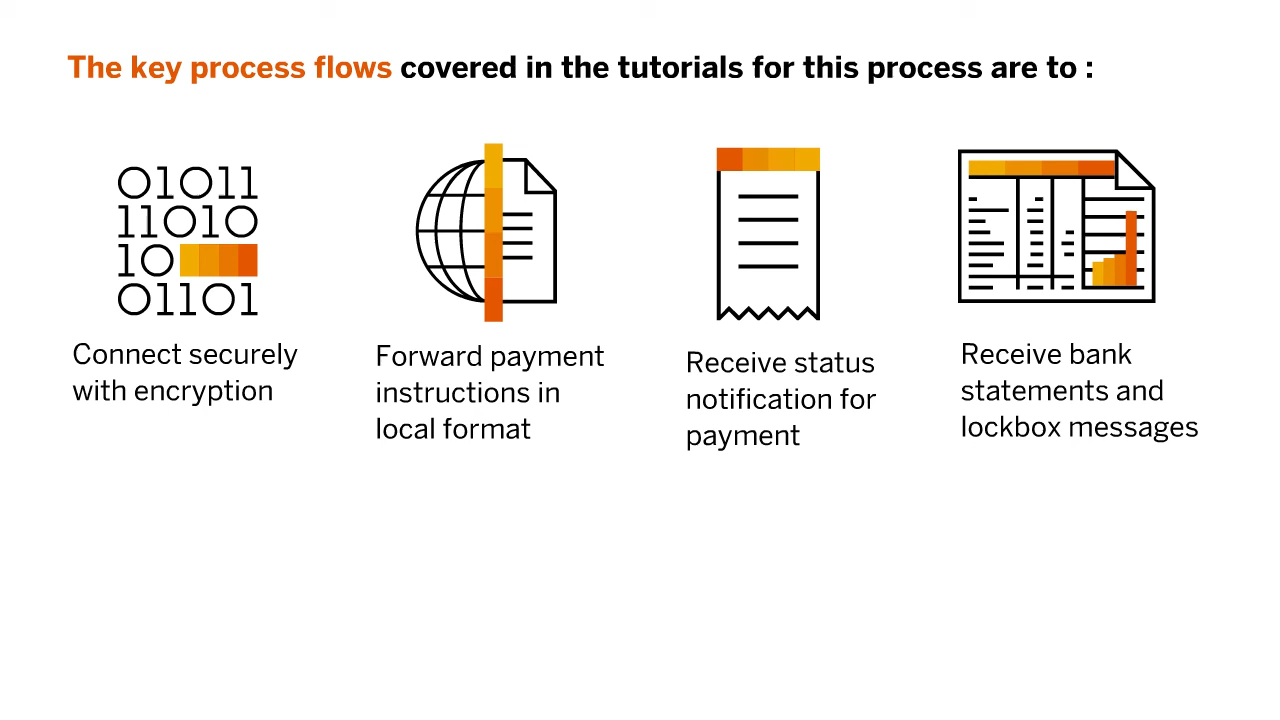 The key process flows covered in the tutorials for this process are to :
01011
11010
10
01101
Connect securely
with encryption
Forward payment
instructions in
local format
Receive status
notification for
payment
Receive bank
statements and
lockbox messages